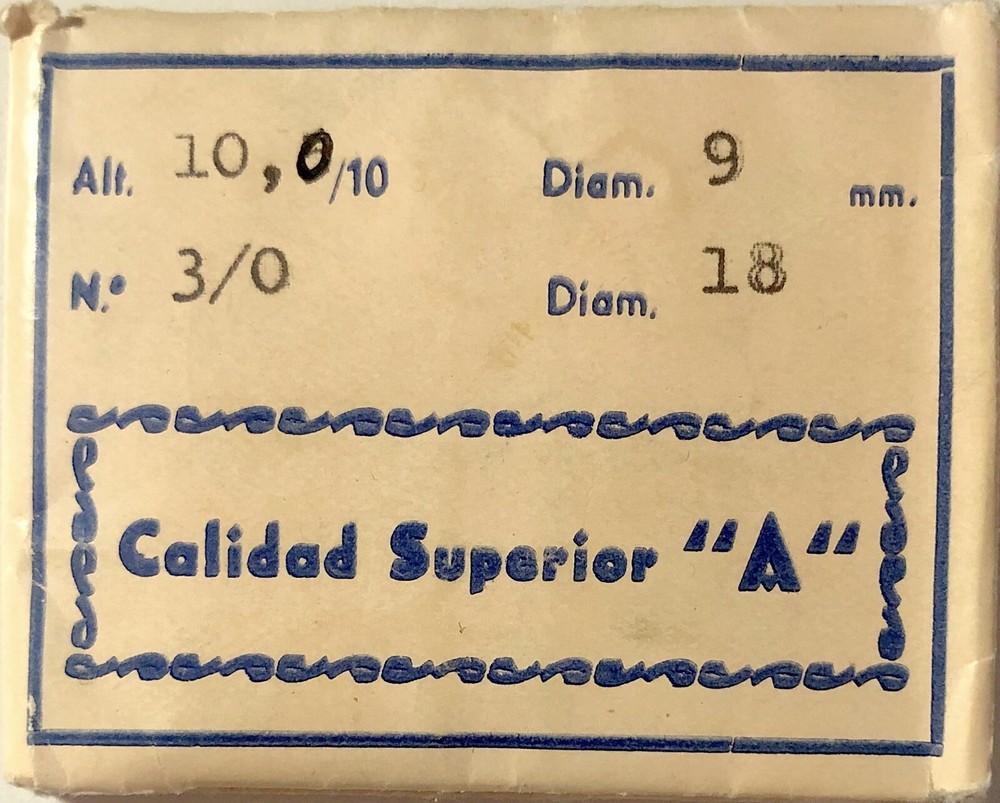 Alt. 10,0/10 Diam. 9 mm.
N.º 3/0 Diam. 18
Calidad Superior "A"